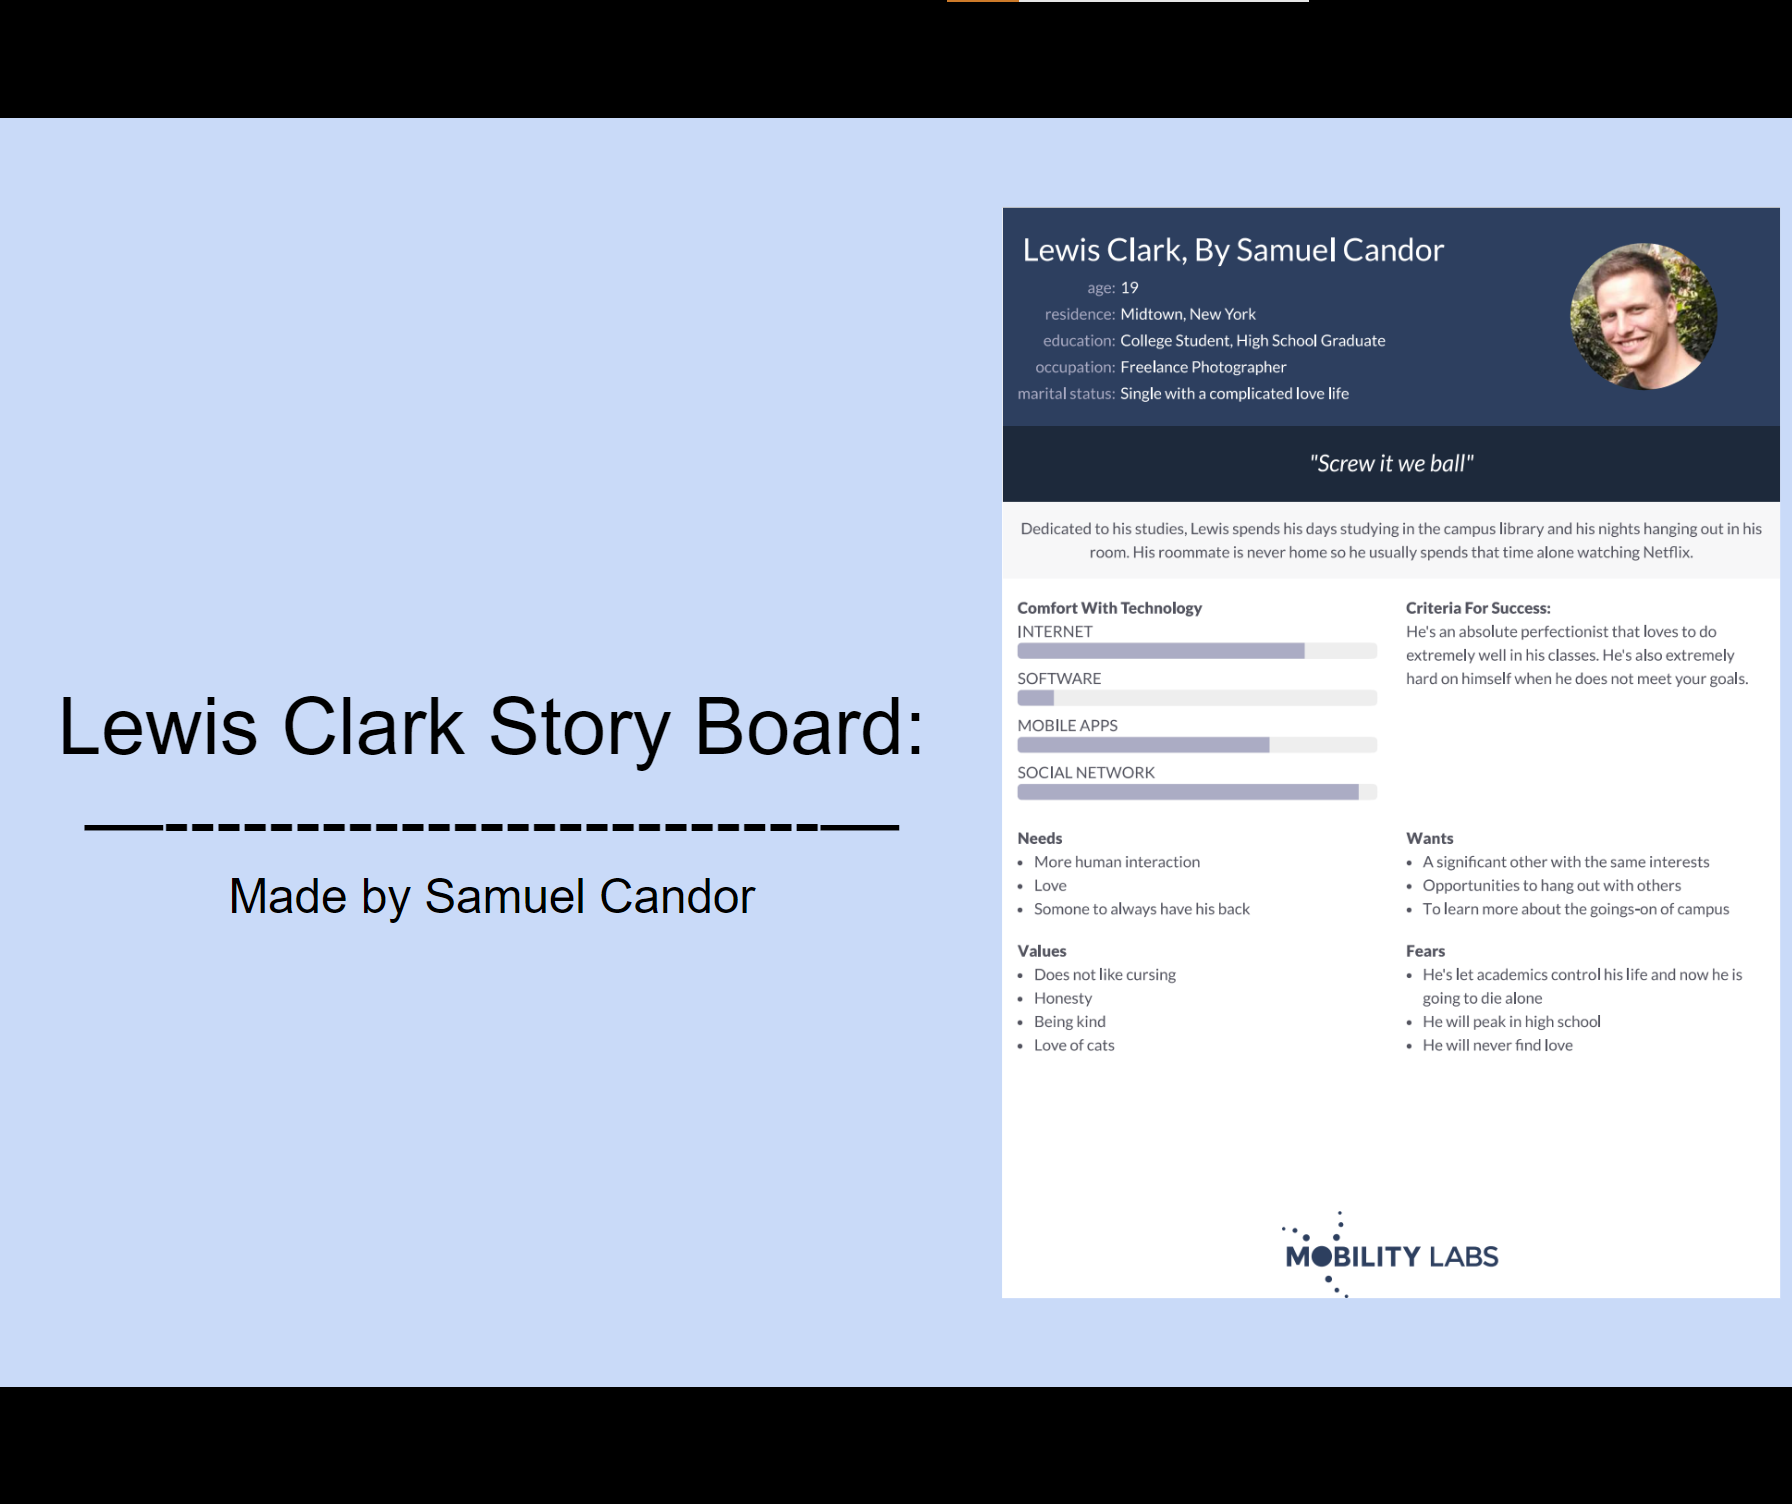 Lewis Clark Story Board:
—-------------------------—
Made by Samuel Candor
Lewis Clark, By Samuel Candor
age: 19
residence: Midtown, New York
education: College Student, High School Graduate
occupation: Freelance Photographer
marital status: Single with a complicated love life
"Screw it we ball"
Dedicated to his studies, Lewis spends his days studying in the campus library and his nights hanging out in his
room. His roommate is never home so he usually spends that time alone watching Netflix.
Comfort With Technology
INTERNET
SOFTWARE
MOBILE APPS
SOCIAL NETWORK
Criteria For Success:
He's an absolute perfectionist that loves to do
extremely well in his classes. He's also extremely
hard on himself when he does not meet your goals.
Needs
• More human interaction
• Love
• Somone to always have his back
Wants
• A significant other with the same interests
• Opportunities to hang out with others
• To learn more about the goings-on of campus
Values
• Does not like cursing
• Honesty
• Being kind
• Love of cats
Fears
• He's let academics control his life and now he is
going to die alone
• He will peak in high school
• He will never find love
MOBILITY LABS